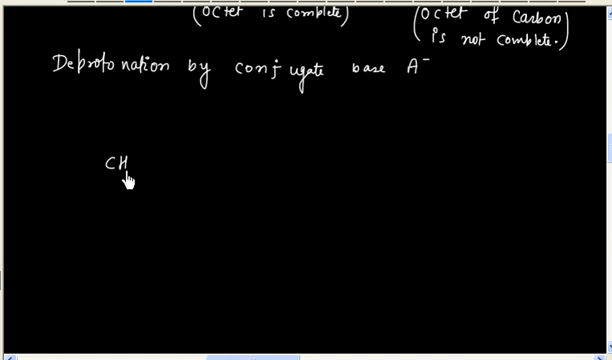 (Octet is complete) (Octet of Carbon
is not complete.)
Deprotonation by conjugate base A⁻
CH